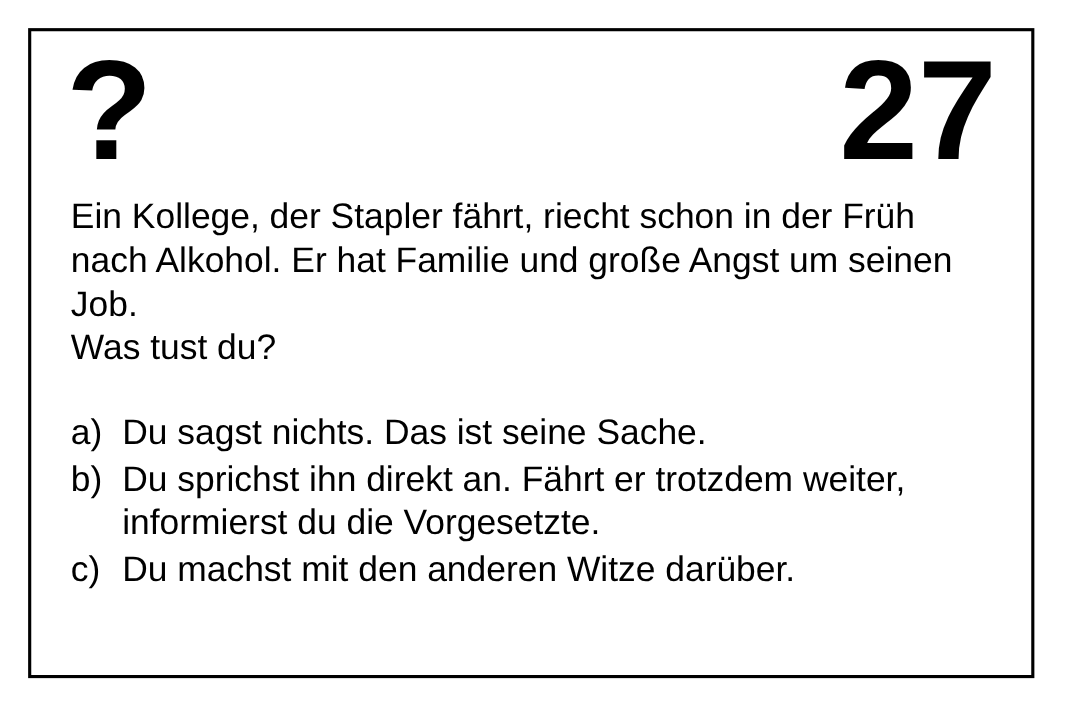 ? 27
Ein Kollege, der Stapler fährt, riecht schon in der Früh
nach Alkohol. Er hat Familie und große Angst um seinen
Job.
Was tust du?
a) Du sagst nichts. Das ist seine Sache.
b) Du sprichst ihn direkt an. Fährt er trotzdem weiter,
informierst du die Vorgesetzte.
c) Du machst mit den anderen Witze darüber.